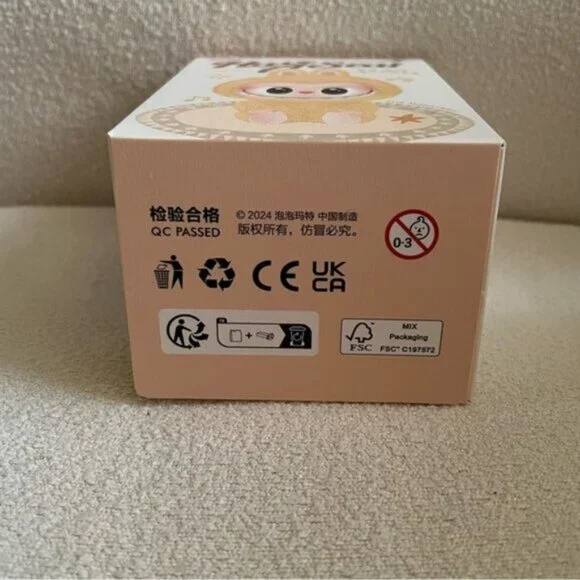 检验合格
QC PASSED
© 2024 泡泡玛特 中国制造
版权所有，仿冒必究。
0-3
CE
UK
CA
+
FSC
MIX
Packaging
FSC® C197572